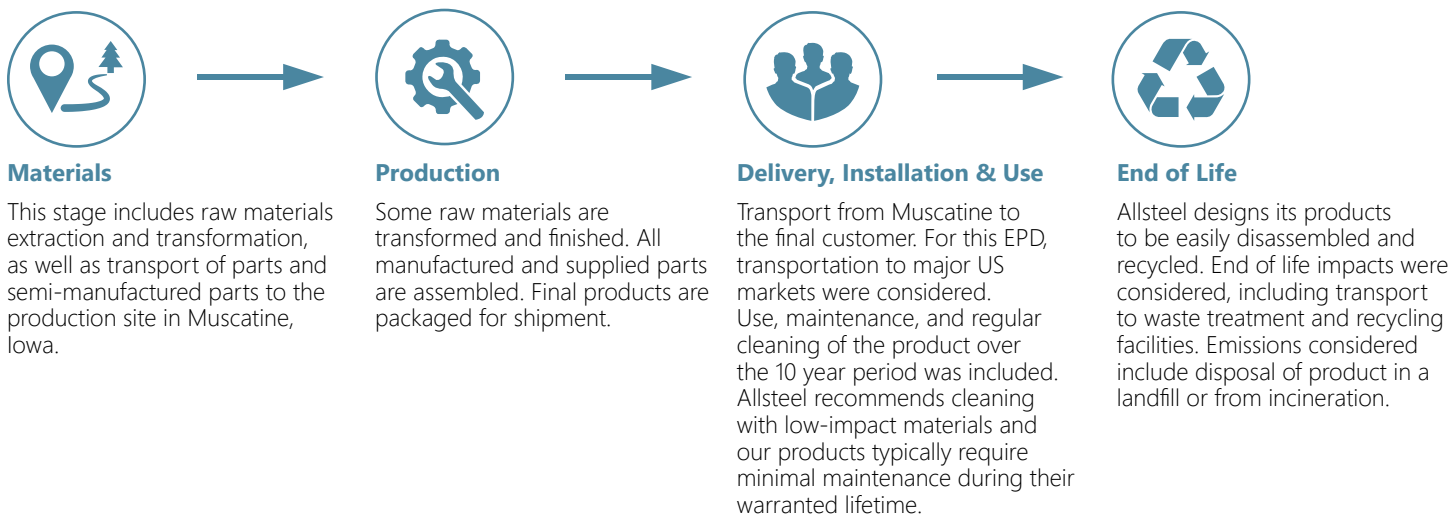 Materials
This stage includes raw materials
extraction and transformation,
as well as transport of parts and
semi-manufactured parts to the
production site in Muscatine,
Iowa.
Production
Some raw materials are
transformed and finished. All
manufactured and supplied parts
are assembled. Final products are
packaged for shipment.
Delivery, Installation & Use
Transport from Muscatine to
the final customer. For this EPD,
transportation to major US
markets were considered.
Use, maintenance, and regular
cleaning of the product over
the 10 year period was included.
Allsteel recommends cleaning
with low-impact materials and
our products typically require
minimal maintenance during their
warranted lifetime.
End of Life
Allsteel designs its products
to be easily disassembled and
recycled. End of life impacts were
considered, including transport
to waste treatment and recycling
facilities. Emissions considered
include disposal of product in a
landfill or from incineration.